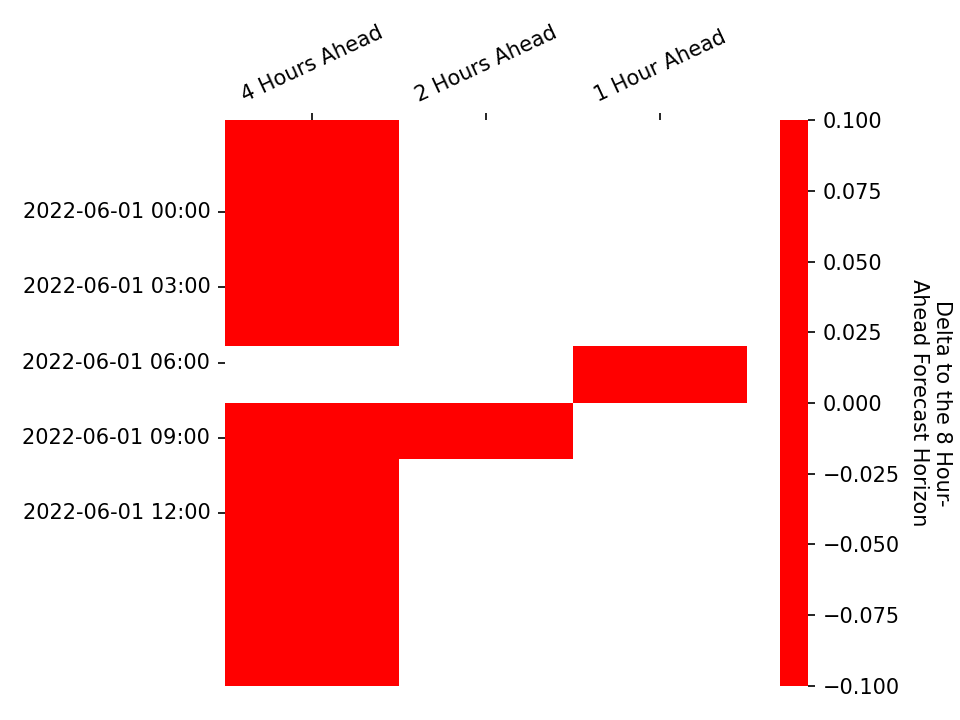 4 Hours Ahead
2 Hours Ahead
1 Hour Ahead
2022-06-01 00:00
2022-06-01 03:00
2022-06-01 06:00
2022-06-01 09:00
2022-06-01 12:00
0.100
0.075
0.050
0.025
0.000
−0.025
−0.050
−0.075
−0.100
Delta to the 8 Hour-
Ahead Forecast Horizon